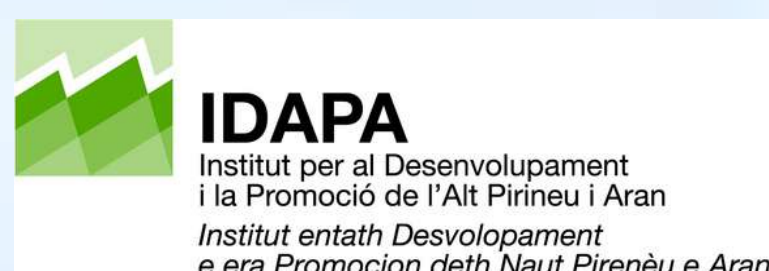 IDAPA
Institut per al Desenvolupament
i la Promoció de l'Alt Pirineu i Aran
Institut entath Desvolopament
e era Promocion deth Naut Pirenèu e Aran